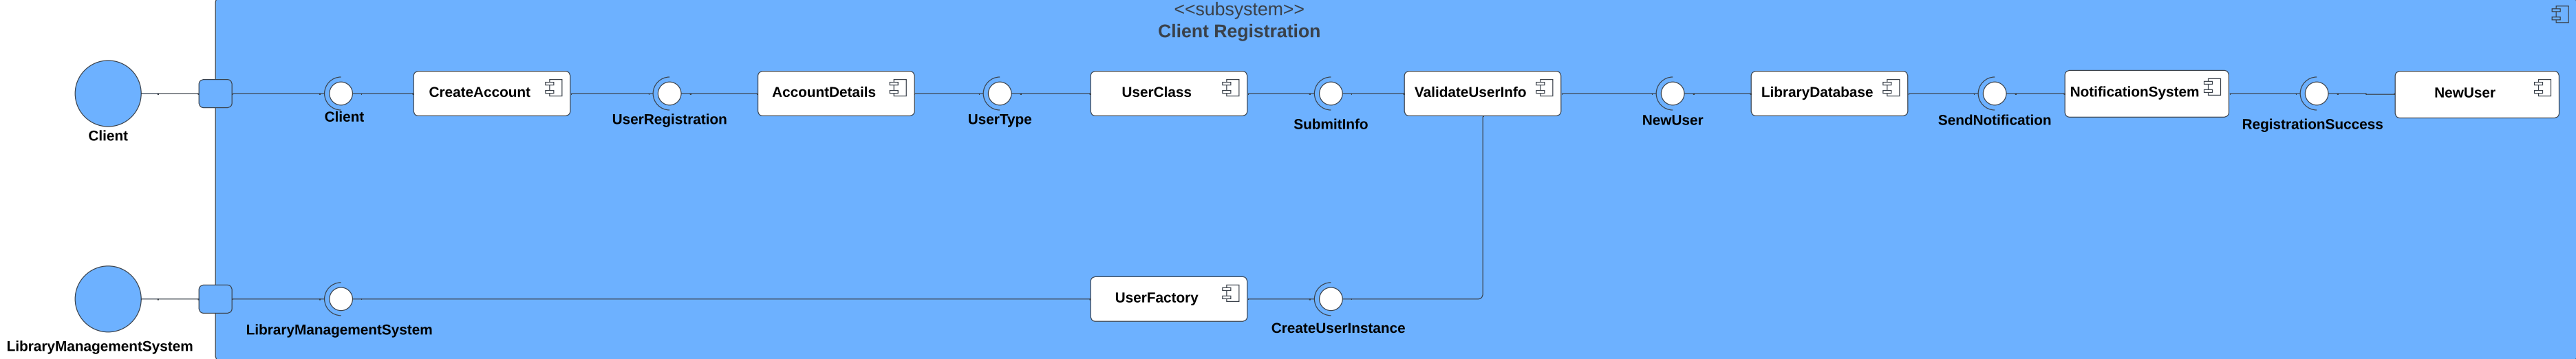 <<subsystem>>
Client Registration
CreateAccount
AccountDetails
UserClass
ValidateUserInfo
LibraryDatabase
NotificationSystem
NewUser
Client
Client
UserRegistration
UserType
SubmitInfo
NewUser
SendNotification
RegistrationSuccess
UserFactory
LibraryManagementSystem
LibraryManagementSystem
CreateUserInstance